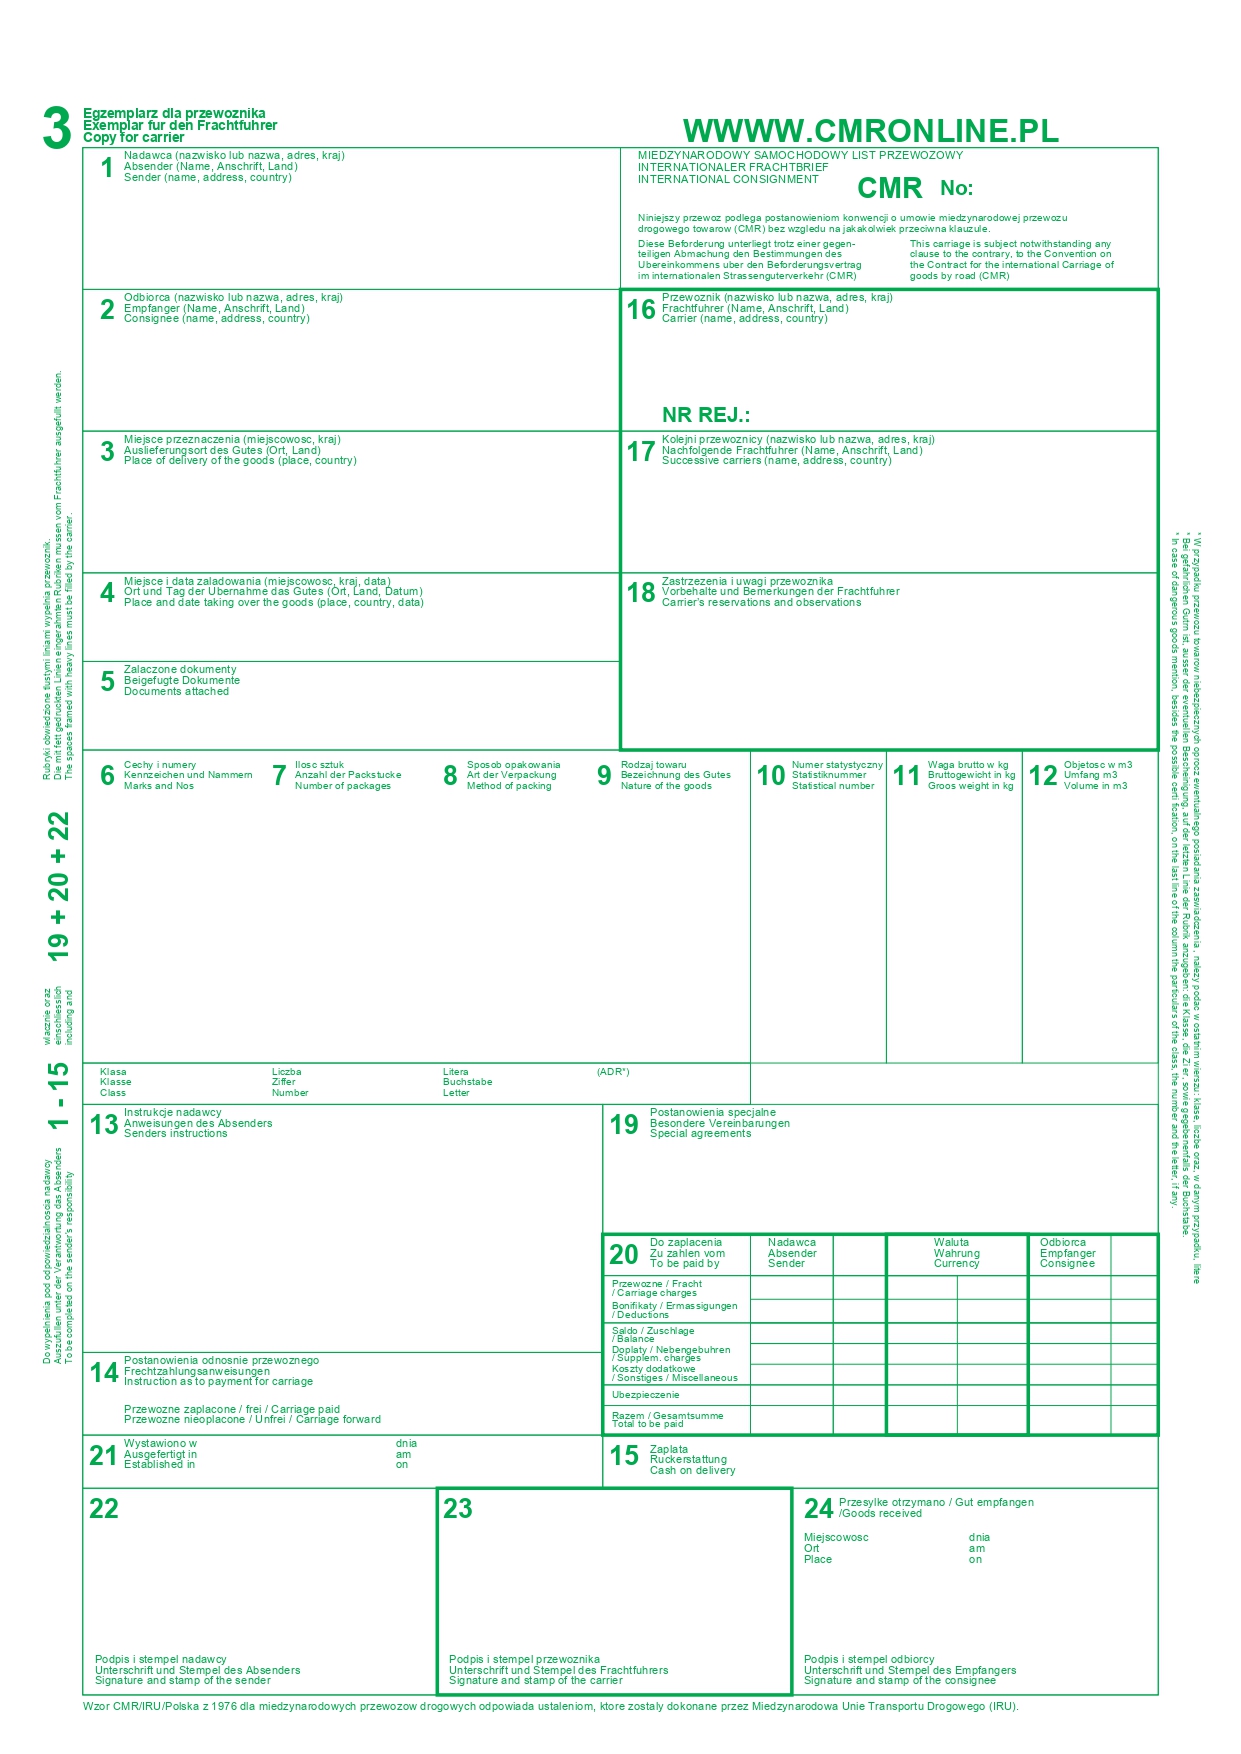 3
Egzemplarz dla przewoznika
Exemplar fur den Frachtfuhrer
Copy for carrier
WWWW.CMRONLINE.PL
1
Nadawca (nazwisko lub nazwa, adres, kraj)
Absender (Name, Anschrift, Land)
Sender (name, address, country)
MIEDZYNARODOWY SAMOCHODOWY LIST PRZEWOZOWY
INTERNATIONALER FRACHTBRIEF
INTERNATIONAL CONSIGNMENT
CMR No:
Niniejszy przewoz podlega postanowieniom konwencji o umowie miedzynarodowej przewozu
drogowego towarow (CMR) bez wzgledu na jakakolwiek przeciwna klauzule.
Diese Beforderung unterliegt trotz einer gegen-
teiligen Abmachung den Bestimmungen des
Ubereinkommens uber den Beforderungsvertrag
im internationalen Strassenguterverkehr (CMR)
This carriage is subject notwithstanding any
clause to the contrary, to the Convention on
the Contract for the international Carriage of
goods by road (CMR)
2
Odbiorca (nazwisko lub nazwa, adres, kraj)
Empfanger (Name, Anschrift, Land)
Consignee (name, address, country)
16
Przewoznik (nazwisko lub nazwa, adres, kraj)
Frachtfuhrer (Name, Anschrift, Land)
Carrier (name, address, country)
NR REJ.:
3
Miejsce przeznaczenia (miejscowosc, kraj)
Auslieferungsort des Gutes (Ort, Land)
Place of delivery of the goods (place, country)
17
Kolejni przewoznicy (nazwisko lub nazwa, adres, kraj)
Nachfolgende Frachtfuhrer (Name, Anschrift, Land)
Successive carriers (name, address, country)
4
Miejsce i data zaladowania (miejscowosc, kraj, data)
Ort und Tag der Ubernahme das Gutes (Ort, Land, Datum)
Place and date taking over the goods (place, country, data)
18
Zastrzezenia i uwagi przewoznika
Vorbehalte und Bemerkungen der Frachtfuhrer
Carrier's reservations and observations
5
Zalaczone dokumenty
Beigefugte Dokumente
Documents attached
6
Cechy i numery
Kennzeichen und Nammern
Marks and Nos
7
Ilosc sztuk
Anzahl der Packstucke
Number of packages
8
Sposob opakowania
Art der Verpackung
Method of packing
9
Rodzaj towaru
Bezeichnung des Gutes
Nature of the goods
10
Numer statystyczny
Statistiknummer
Statistical number
11
Waga brutto w kg
Bruttogewicht in kg
Groos weight in kg
12
Objetosc w m3
Umfang m3
Volume in m3
Klasa
Klasse
Class
Liczba
Ziffer
Number
Litera
Buchstabe
Letter
(ADR*)
13
Instrukcje nadawcy
Anweisungen des Absenders
Senders instructions
19
Postanowienia specjalne
Besondere Vereinbarungen
Special agreements
20
Do zaplacenia
Zu zahlen vom
To be paid by
Nadawca
Absender
Sender
Waluta
Wahrung
Currency
Odbiorca
Empfanger
Consignee
Przewozne / Fracht
/ Carriage charges
Bonifikaty / Ermassigungen
/ Deductions
Saldo / Zuschlage
/ Balance
Doplaty / Nebengebuhren
/ Supplem. charges
Koszty dodatkowe
/ Sonstiges / Miscellaneous
Ubezpieczenie
Razem / Gesamtsumme
Total to be paid
14
Postanowienia odnosnie przewoznego
Frechtzahlungsanweisungen
Instruction as to payment for carriage
Przewozne zaplacone / frei / Carriage paid
Przewozne nieoplacone / Unfrei / Carriage forward
21
Wystawiono w dnia
Ausgefertigt in am
Established in on
15
Zaplata
Ruckerstattung
Cash on delivery
22
Podpis i stempel nadawcy
Unterschrift und Stempel des Absenders
Signature and stamp of the sender
23
Podpis i stempel przewoznika
Unterschrift und Stempel des Frachtfuhrers
Signature and stamp of the carrier
24
Przesylke otrzymano / Gut empfangen
/Goods received
Miejscowosc dnia
Ort am
Place on
Podpis i stempel odbiorcy
Unterschrift und Stempel des Empfangers
Signature and stamp of the consignee
Wzor CMR/IRU/Polska z 1976 dla miedzynarodowych przewozow drogowych odpowiada ustaleniom, ktore zostaly dokonane przez Miedzynarodowa Unie Transportu Drogowego (IRU).
Rubryki obwiedzione tlustymi liniami wypelnia przewoznik.
Die mit fett gedruckten Linien eingerahmten Rubriken mussen vom Frachtfuhrer ausgefullt werden.
The spaces framed with heavy lines must be filled by the carrier.
19 + 20 + 22
wlacznie oraz
einschliesslich
including and
1 - 15
Do wypelnienia pod odpowiedzialnoscia nadawcy
Auszufullen unter der Verantwortung das Absenders
To be completed on the sender's responsibility
* W przypadku przewozu towarow niebezpiecznych oprocz ewentualnego posiadania zaswiadczenia, nalezy podac w ostatnim wierszu: klase, liczbe oraz, w danym przypadku, litere
* Bei gefahrlichen Gutrn ist, ausser der eventuellen Bescheinigung, auf der letzten Linie der Rubrik anzugeben: die Klasse, die Zi er, sowie gegebenenfalls der Buchstabe.
* In case of dangerous goods mention, besides the possible certi fication, on the last line of the column the particulars of the class, the number and the letter, if any.